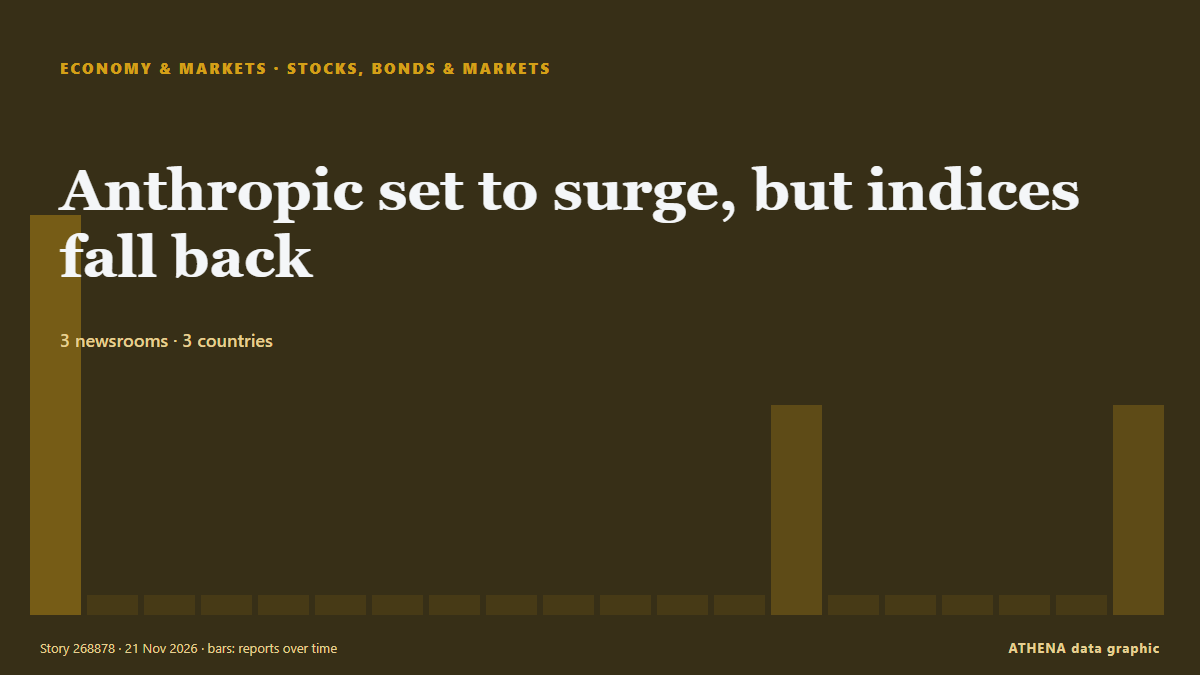 ECONOMY & MARKETS · STOCKS, BONDS & MARKETS
Anthropic set to surge, but indices
fall back
3 newsrooms · 3 countries
Story 268878 · 21 Nov 2026 · bars: reports over time
ATHENA data graphic